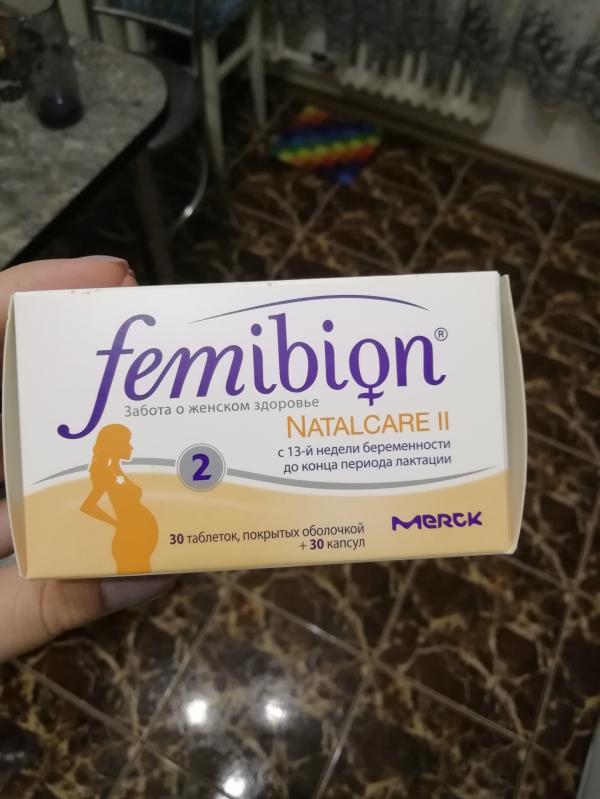 femibion®
Забота о женском здоровье
NATALCARE II
с 13-й недели беременности
до конца периода лактации
2
30 таблеток, покрытых оболочкой
+ 30 капсул
MERCK